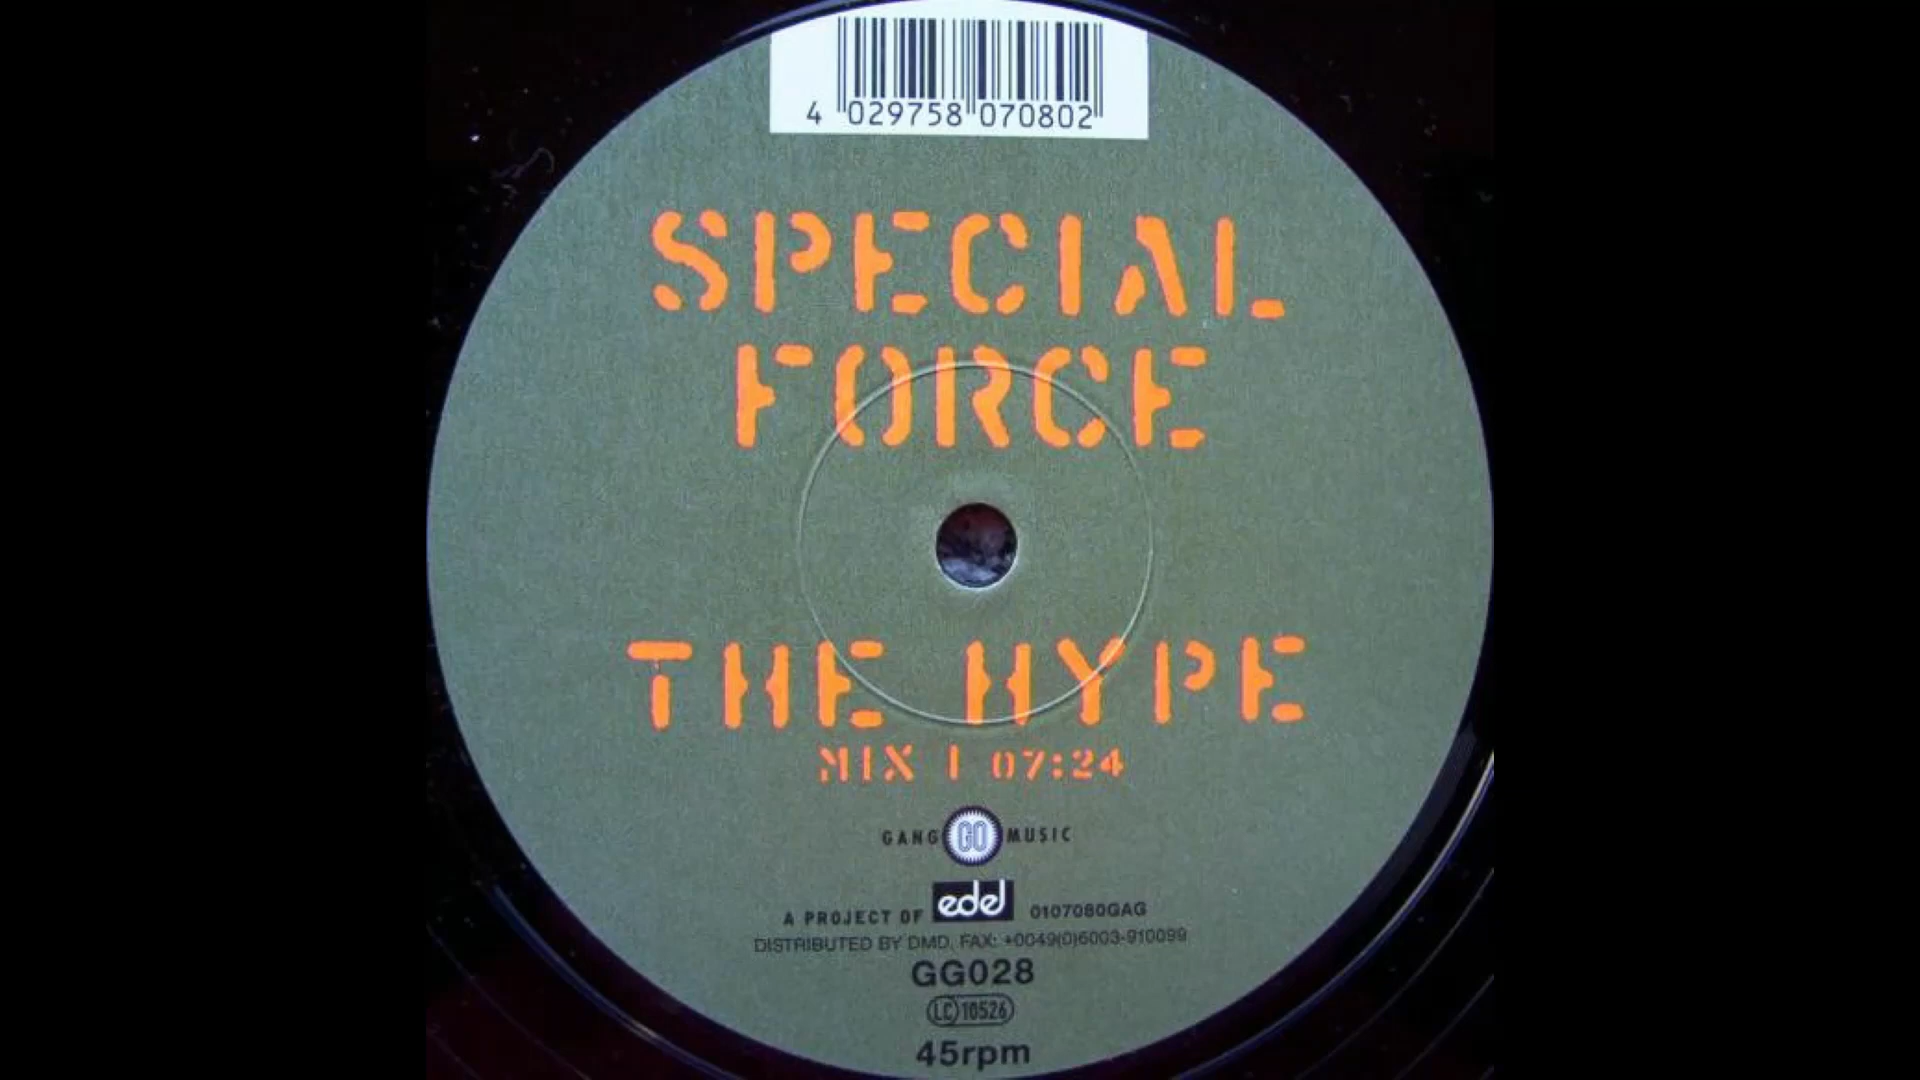 4 029758 070802
SPECIAL
FORCE
THE HYPE
MIX | 07:24
GANG GO MUSIC
A PROJECT OF edel 0107080GAG
DISTRIBUTED BY DMD, FAX: +0049(0)6003-910099
GG028
LC 10526
45rpm